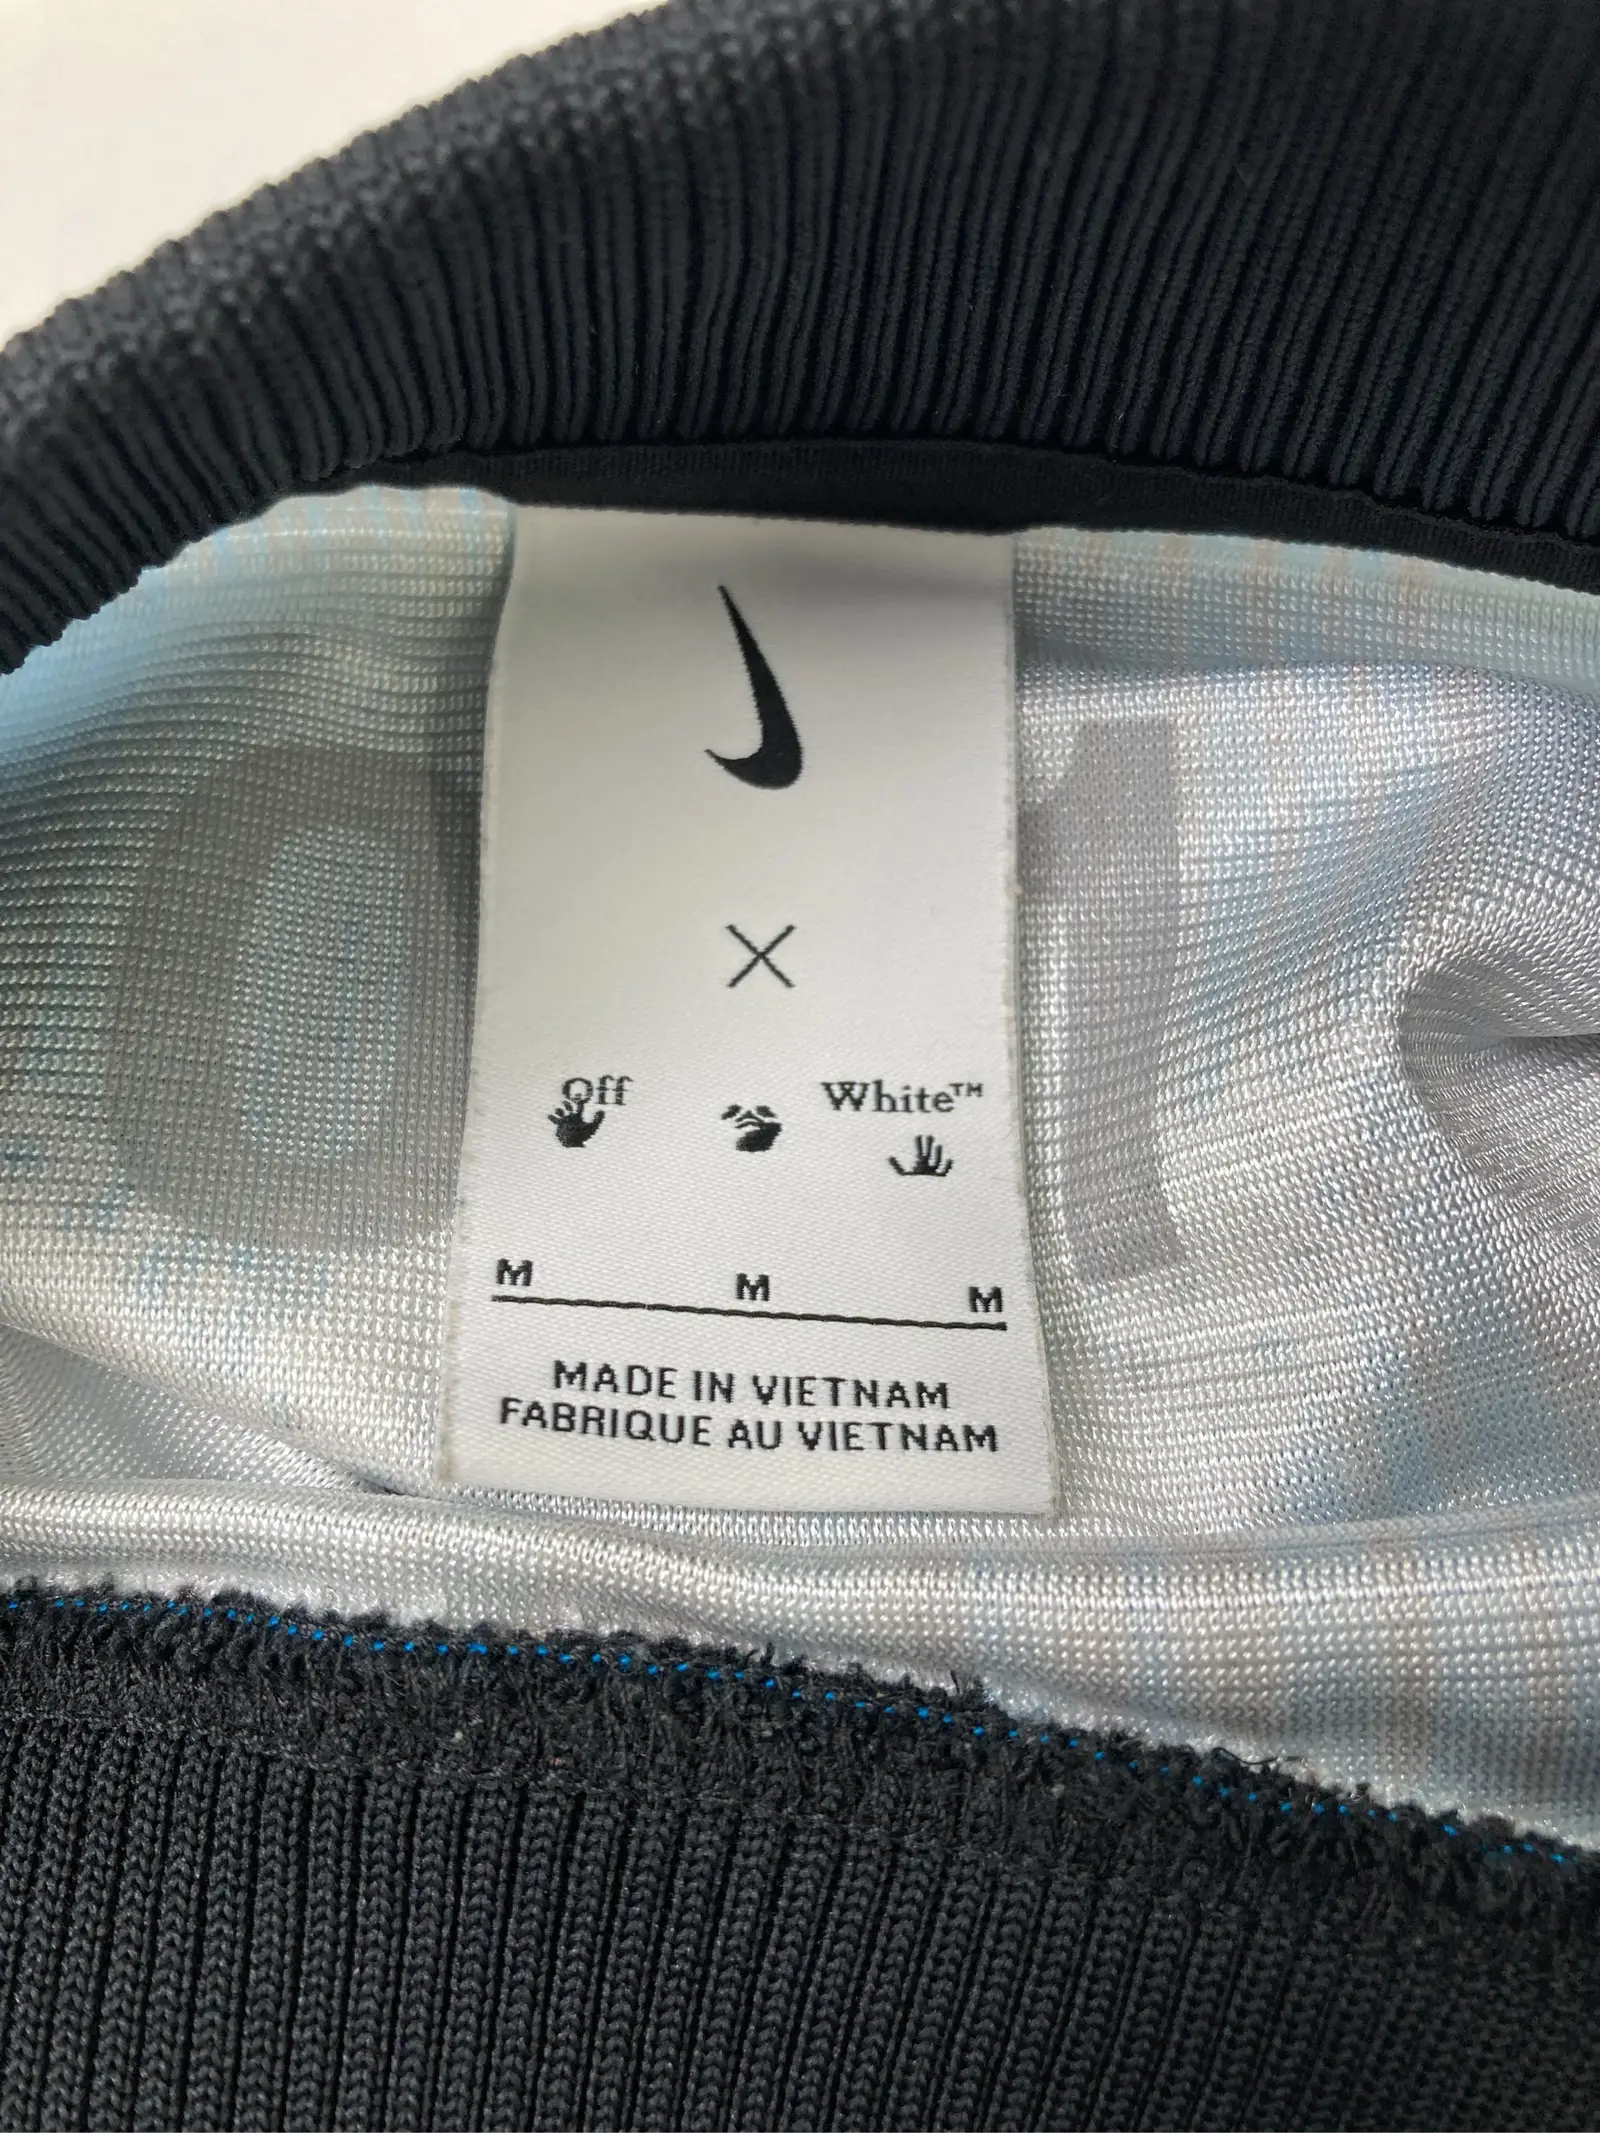 ×
Off White™
M M M
MADE IN VIETNAM
FABRIQUE AU VIETNAM